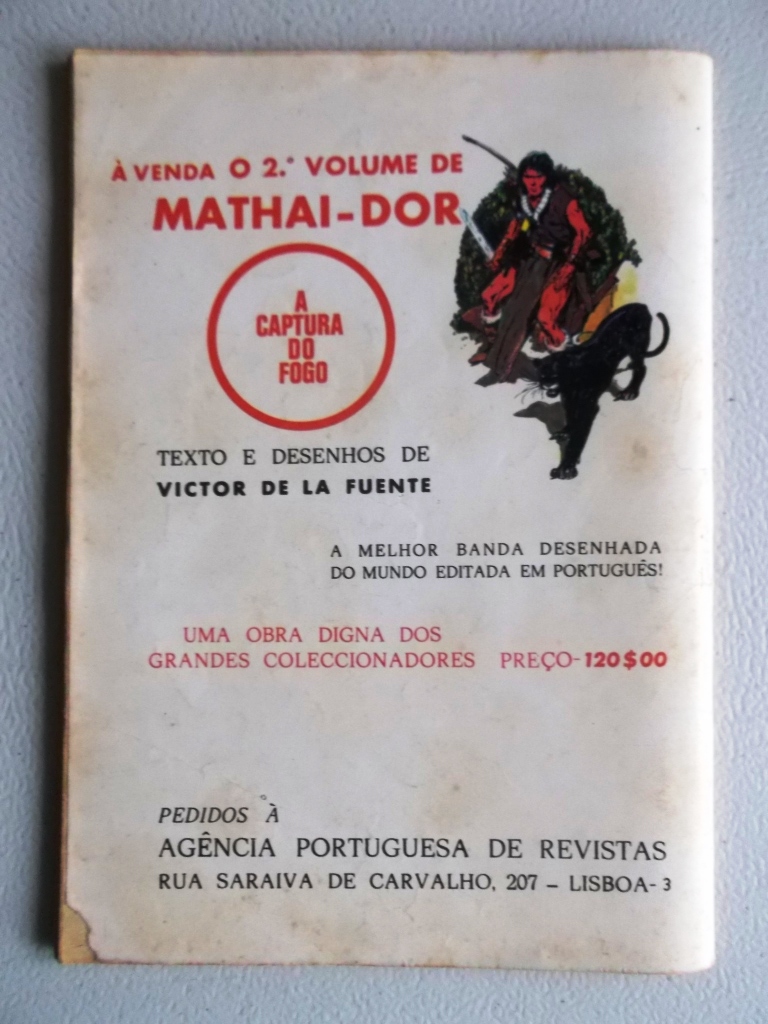 À VENDA O 2.º VOLUME DE
MATHAI-DOR
A
CAPTURA
DO
FOGO
TEXTO E DESENHOS DE
VICTOR DE LA FUENTE
A MELHOR BANDA DESENHADA
DO MUNDO EDITADA EM PORTUGUÊS!
UMA OBRA DIGNA DOS
GRANDES COLECCIONADORES PREÇO-120$00
PEDIDOS À
AGÊNCIA PORTUGUESA DE REVISTAS
RUA SARAIVA DE CARVALHO, 207 – LISBOA-3